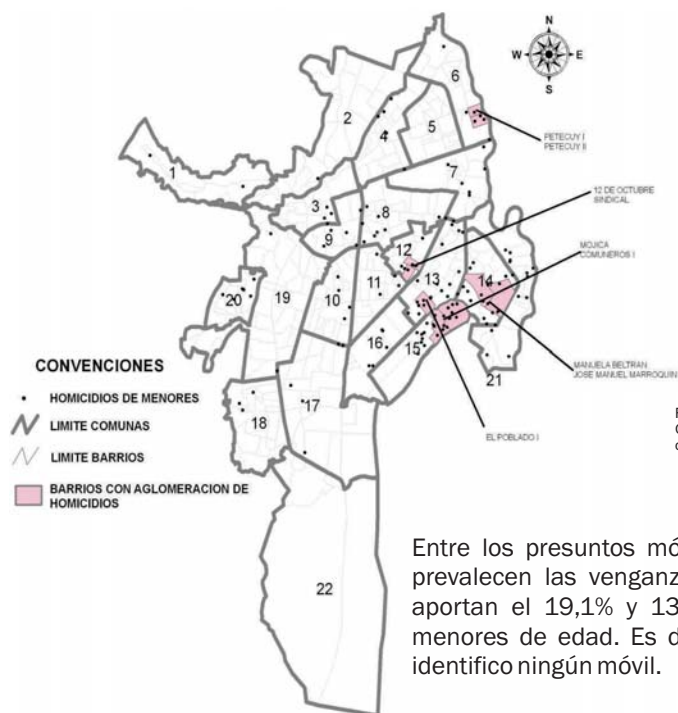 N
W E
S
6
2
4
5
PETECUY I
PETECUY II
1
7
12 DE OCTUBRE
SINDICAL
3
8
9
12
MOJICA
COMUNEROS I
13
14
11
20
19
10
16
15
21
MANUELA BELTRAN
JOSE MANUEL MARROQUIN
CONVENCIONES
HOMICIDIOS DE MENORES
LIMITE COMUNAS
LIMITE BARRIOS
BARRIOS CON AGLOMERACION DE
HOMICIDIOS
17
18
EL POBLADO I
22
Entre los presuntos mó
prevalecen las venganz
aportan el 19,1% y 13
menores de edad. Es d
identifico ningún móvil.